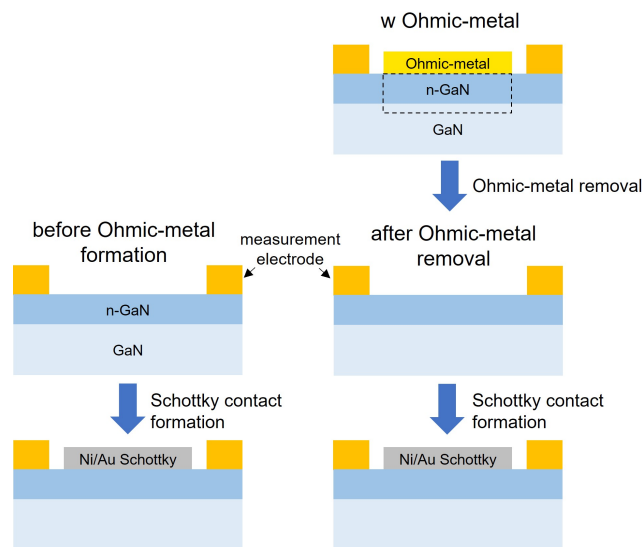 w Ohmic-metal
Ohmic-metal
n-GaN
GaN
Ohmic-metal removal
before Ohmic-metal
formation
measurement
electrode
after Ohmic-metal
removal
n-GaN
GaN
Schottky contact
formation
Schottky contact
formation
Ni/Au Schottky
Ni/Au Schottky